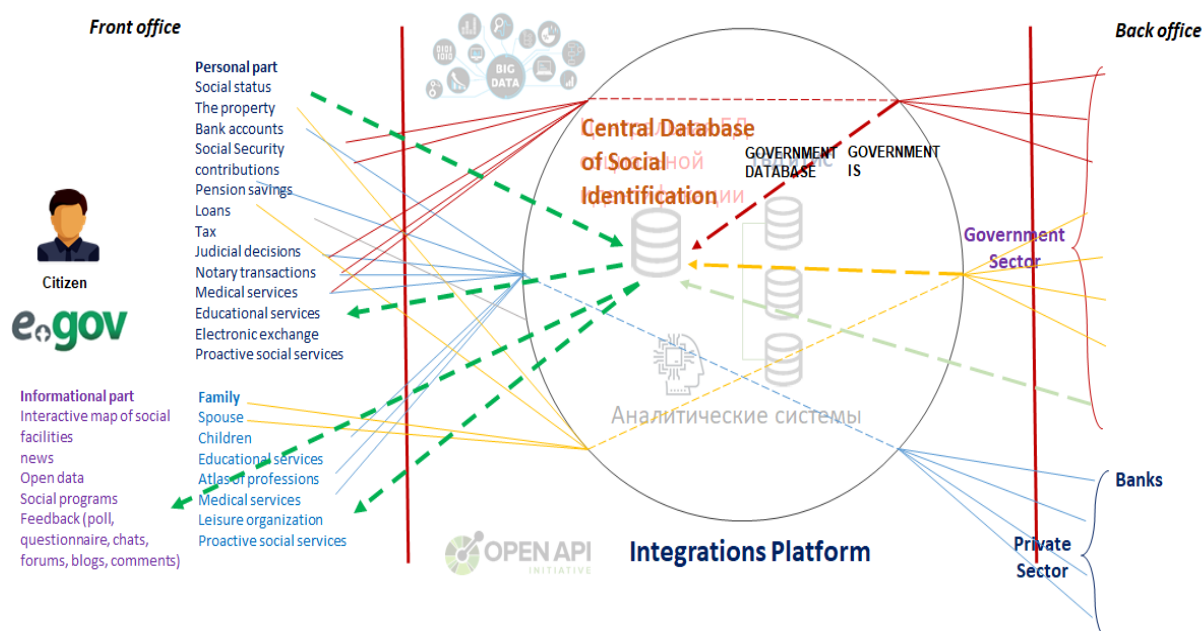 Front office
Back office
BIG
DATA
Personal part
Social status
The property
Bank accounts
Social Security
contributions
Pension savings
Loans
Tax
Judicial decisions
Notary transactions
Medical services
Educational services
Electronic exchange
Proactive social services
Citizen
e.gov
Informational part
Interactive map of social
facilities
news
Open data
Social programs
Feedback (poll,
questionnaire, chats,
forums, blogs, comments)
Family
Spouse
Children
Educational services
Atlas of professions
Medical services
Leisure organization
Proactive social services
Central Database
of Social
Identification
GOVERNMENT
DATABASE
GOVERNMENT
IS
Аналитические системы
OPEN API
INITIATIVE
Integrations Platform
Government
Sector
Banks
Private
Sector